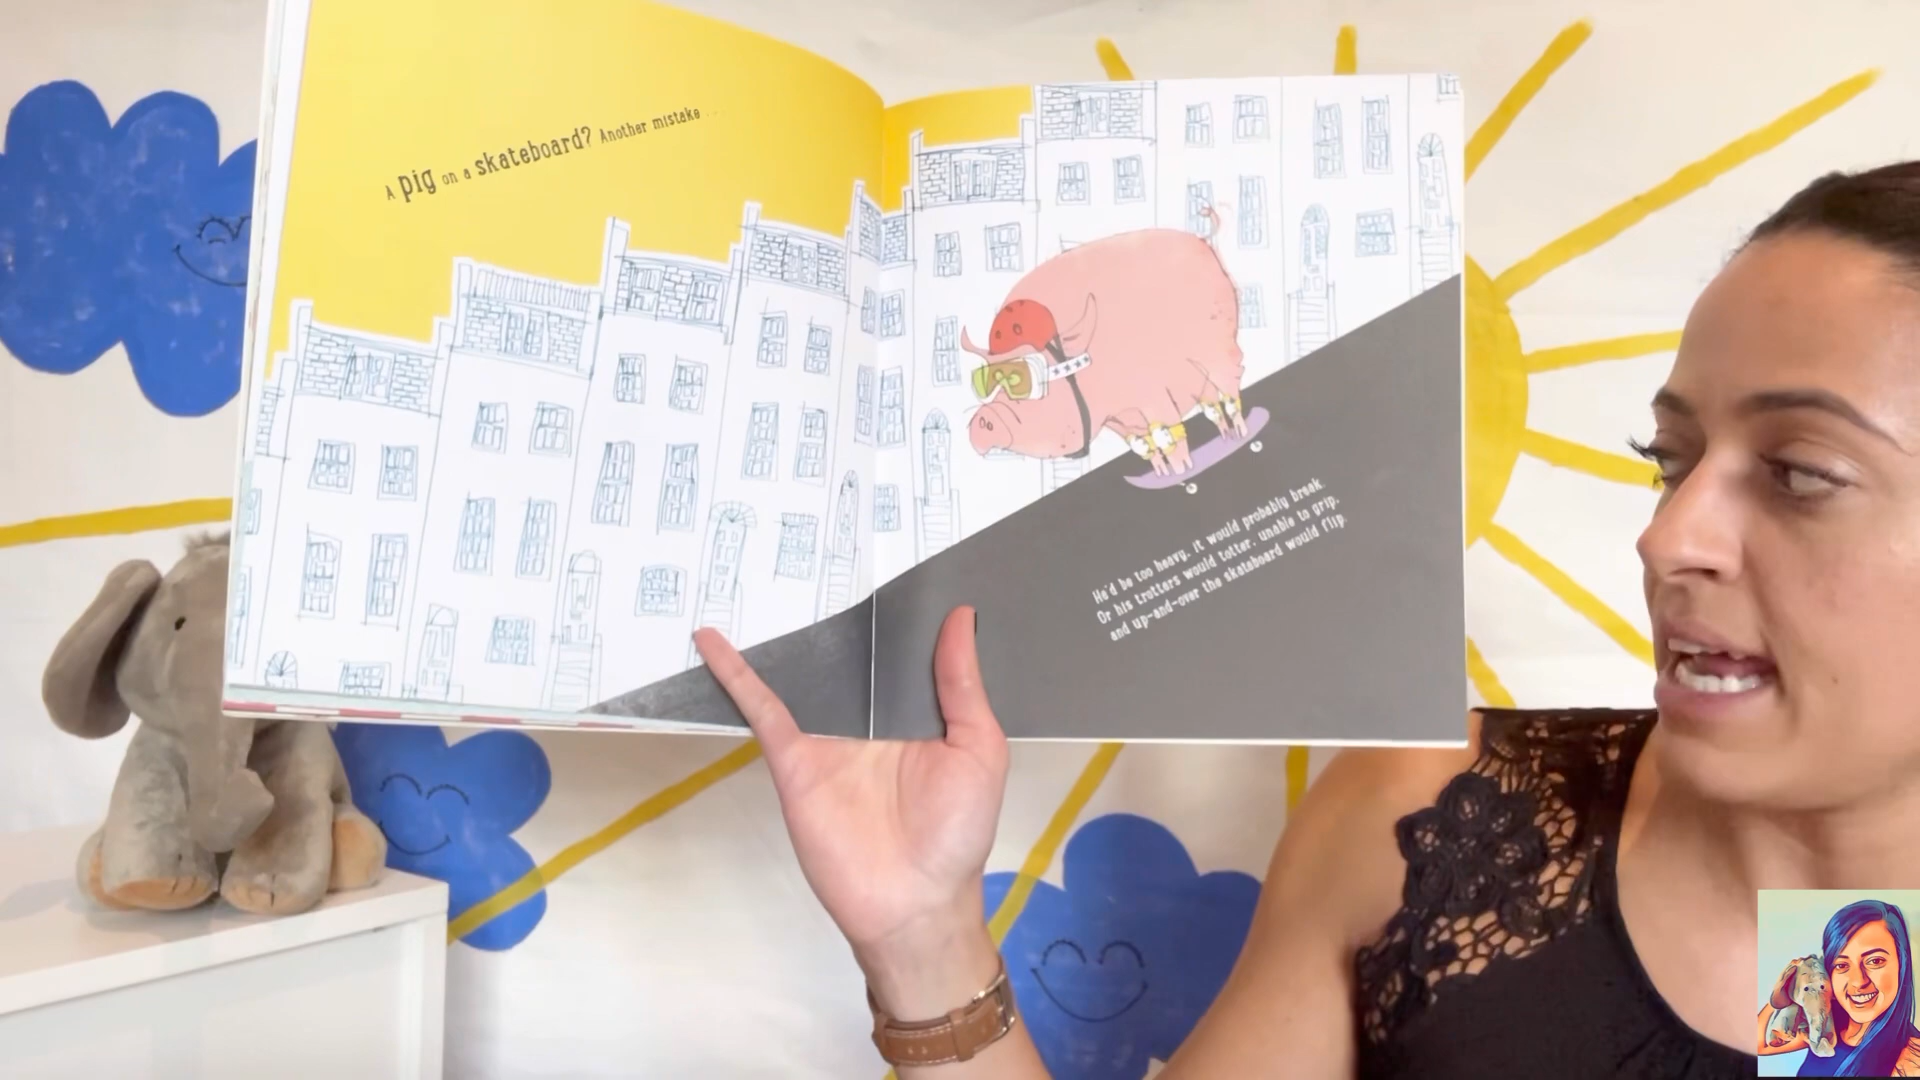 A pig on a skateboard? Another mistake ...
He'd be too heavy, it would probably break.
Or his trotters would totter, unable to grip,
and up-and-over the skateboard would flip.